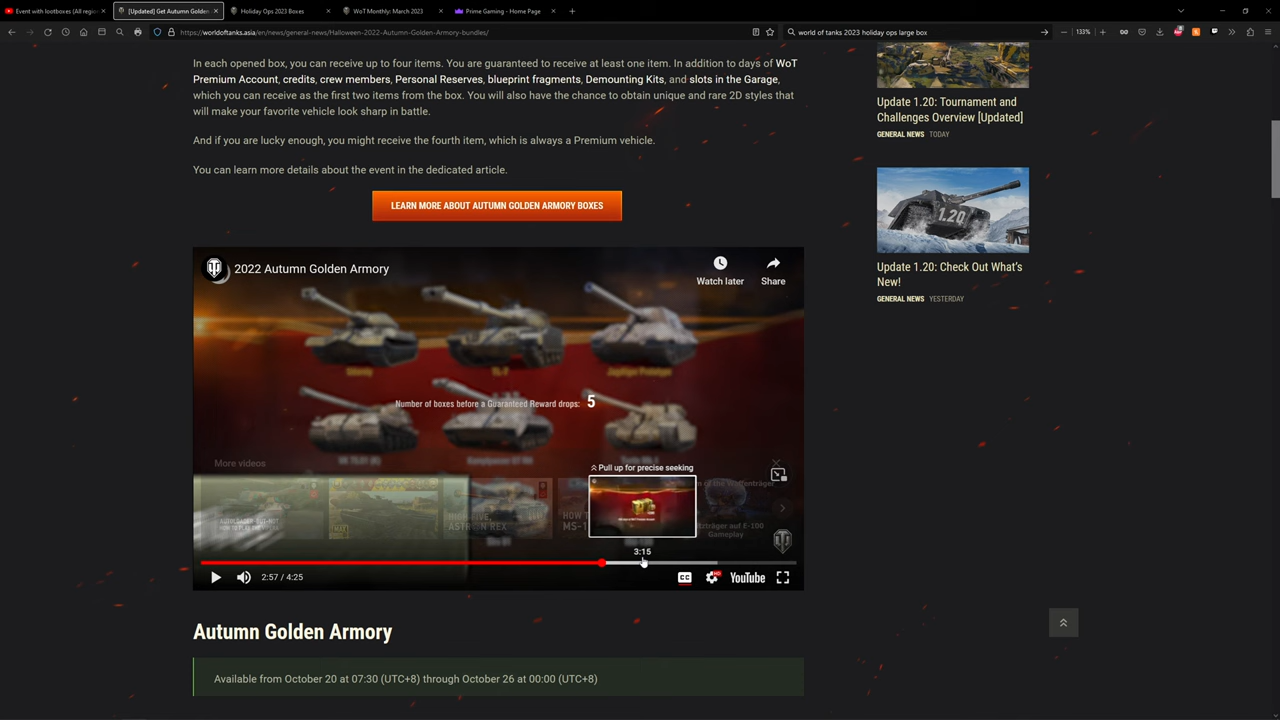 Event with lootboxes (All regio
[Updated] Get Autumn Golden
Holiday Ops 2023 Boxes
WoT Monthly: March 2023
Prime Gaming - Home Page
https://worldoftanks.asia/en/news/general-news/Halloween-2022-Autumn-Golden-Armory-bundles/
133%
world of tanks 2023 holiday ops large box
In each opened box, you can receive up to four items. You are guaranteed to receive at least one item. In addition to days of WoT
Premium Account, credits, crew members, Personal Reserves, blueprint fragments, Demounting Kits, and slots in the Garage,
which you can receive as the first two items from the box. You will also have the chance to obtain unique and rare 2D styles that
will make your favorite vehicle look sharp in battle.
And if you are lucky enough, you might receive the fourth item, which is always a Premium vehicle.
You can learn more details about the event in the dedicated article.
LEARN MORE ABOUT AUTUMN GOLDEN ARMORY BOXES
2022 Autumn Golden Armory
Watch later
Share
Number of boxes before a Guaranteed Reward drops: 5
More videos
Pull up for precise seeking
3:15
2:57 / 4:25
CC
HD
YouTube
Autumn Golden Armory
Available from October 20 at 07:30 (UTC+8) through October 26 at 00:00 (UTC+8)
Update 1.20: Tournament and
Challenges Overview [Updated]
GENERAL NEWS TODAY
1.20
Update 1.20: Check Out What's
New!
GENERAL NEWS YESTERDAY